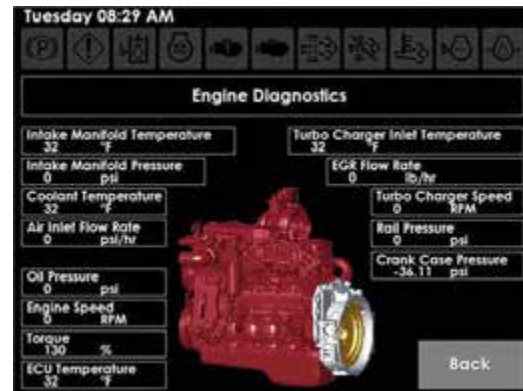 Tuesday 08:29 AM
Engine Diagnostics
Intake Manifold Temperature
32 °F
Intake Manifold Pressure
0 psi
Coolant Temperature
32 °F
Air Inlet Flow Rate
0 psi/hr
Oil Pressure
0 psi
Engine Speed
0 RPM
Torque
130 %
ECU Temperature
32 °F
Turbo Charger Inlet Temperature
32 °F
EGR Flow Rate
0 lb/hr
Turbo Charger Speed
0 RPM
Rail Pressure
0 psi
Crank Case Pressure
-36.11 psi
Back